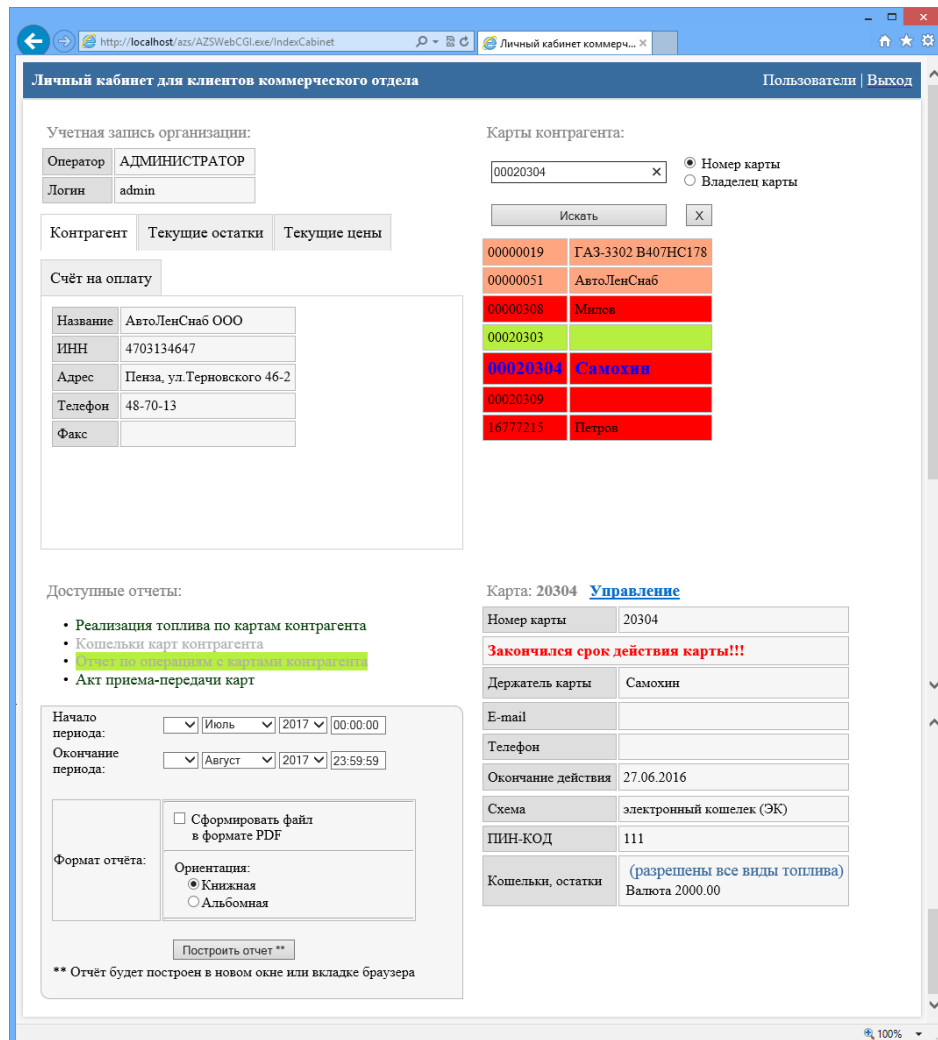 http://localhost/azs/AZSWebCGI.exe/IndexCabinet
Личный кабинет коммерч...
Личный кабинет для клиентов коммерческого отдела
Пользователи | Выход
Учетная запись организации:
Оператор АДМИНИСТРАТОР
Логин admin
Контрагент Текущие остатки Текущие цены
Счёт на оплату
Название АвтоЛенСнаб ООО
ИНН 4703134647
Адрес Пенза, ул.Терновского 46-2
Телефон 48-70-13
Факс
Карты контрагента:
00020304
Номер карты
Владелец карты
Искать X
00000019 ГАЗ-3302 В407НС178
00000051 АвтоЛенСнаб
00000308 Милов
00020303
00020304 Самохин
00020309
16777215 Петров
Доступные отчеты:
• Реализация топлива по картам контрагента
• Кошельки карт контрагента
• Отчет по операциям с картами контрагента
• Акт приема-передачи карт
Начало
периода:
Июль 2017 00:00:00
Окончание
периода:
Август 2017 23:59:59
Формат отчёта:
Сформировать файл
в формате PDF
Ориентация:
Книжная
Альбомная
Построить отчет **
** Отчёт будет построен в новом окне или вкладке браузера
Карта: 20304 Управление
Номер карты 20304
Закончился срок действия карты!!!
Держатель карты Самохин
E-mail
Телефон
Окончание действия 27.06.2016
Схема электронный кошелек (ЭК)
ПИН-КОД 111
Кошельки, остатки
(разрешены все виды топлива)
Валюта 2000.00
100%